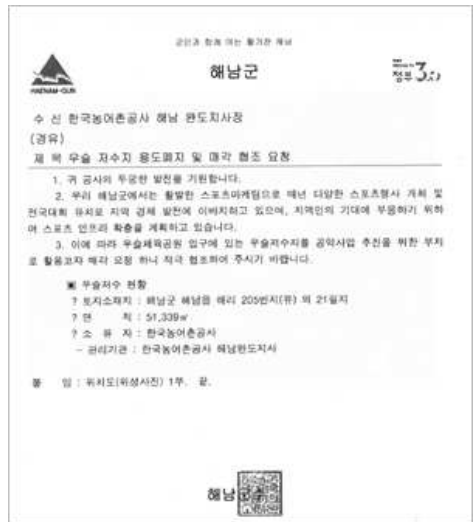 군민과 함께 여는 활기찬 해남
해남군
HAENAM-GUN
정부3.0
수 신 한국농어촌공사 해남 완도지사장
(경유)
제 목 우슬 저수지 용도폐지 및 매각 협조 요청
1. 귀 공사의 무궁한 발전을 기원합니다.
2. 우리 해남군에서는 활발한 스포츠마케팅으로 매년 다양한 스포츠행사 개최 및
전국대회 유치로 지역 경제 발전에 이바지하고 있으며, 지역민의 기대에 부응하기 위하
여 스포츠 인프라 확충을 계획하고 있습니다.
3. 이에 따라 우슬체육공원 입구에 있는 우슬저수지를 공약사업 추진을 위한 부지
로 활용코자 매각 요청 하니 적극 협조하여 주시기 바랍니다.
▣ 우슬저수 현황
? 토지소재지 : 해남군 해남읍 해리 205번지(유) 외 21필지
? 면 적 : 51,339㎡
? 소 유 자 : 한국농어촌공사
- 관리기관 : 한국농어촌공사 해남완도지사
붙 임 : 위치도(위성사진) 1부. 끝.
해남군수